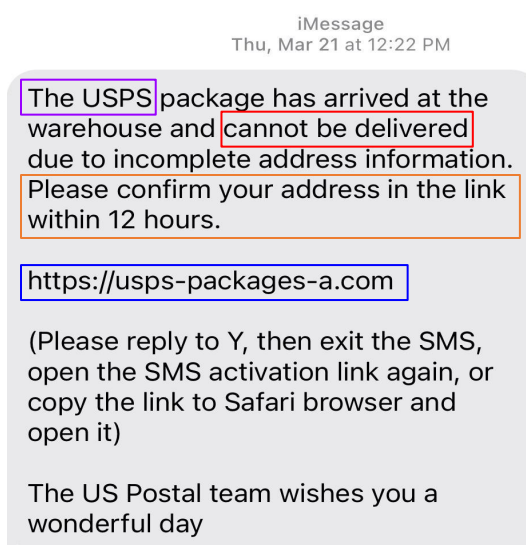 iMessage
Thu, Mar 21 at 12:22 PM
The USPS package has arrived at the
warehouse and cannot be delivered
due to incomplete address information.
Please confirm your address in the link
within 12 hours.
https://usps-packages-a.com
(Please reply to Y, then exit the SMS,
open the SMS activation link again, or
copy the link to Safari browser and
open it)
The US Postal team wishes you a
wonderful day